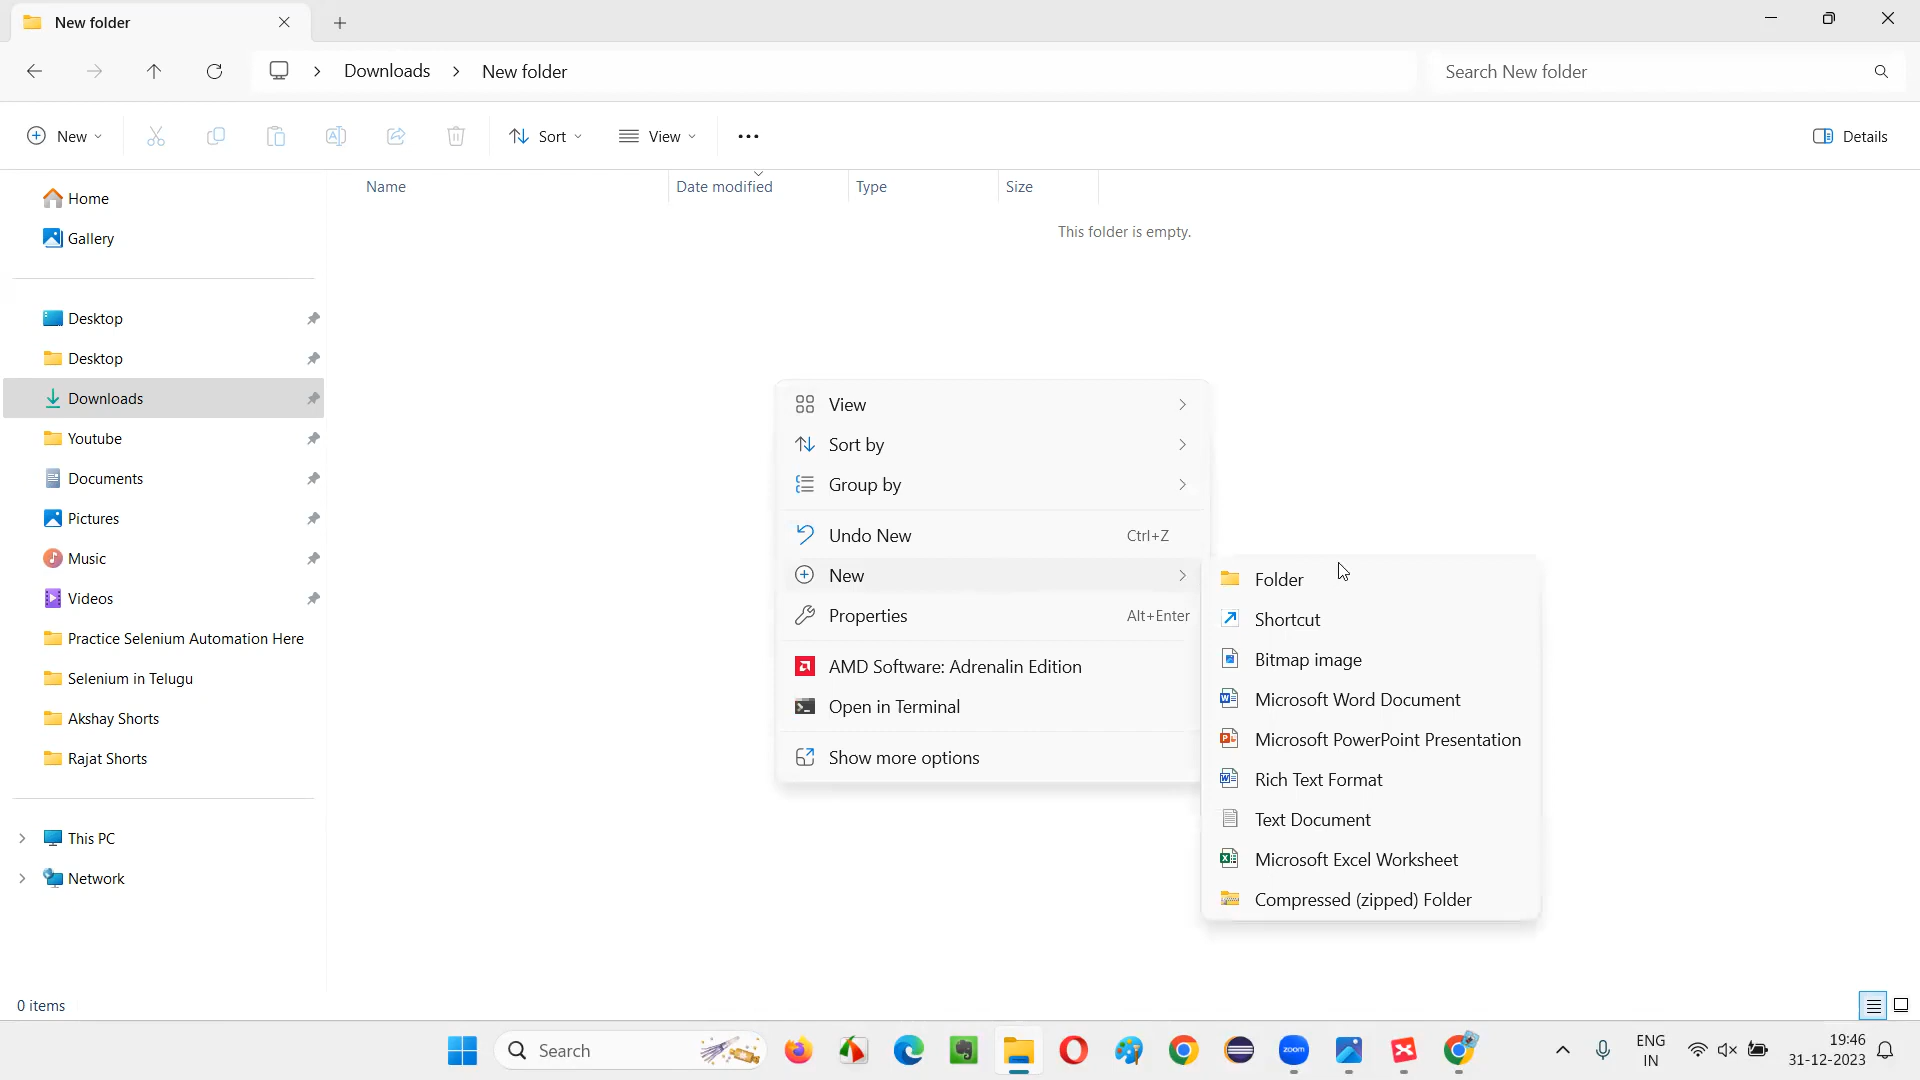 New folder
Downloads
New folder
Search New folder
New
Sort
View
Details
Name
Date modified
Type
Size
This folder is empty.
Home
Gallery
Desktop
Desktop
Downloads
Youtube
Documents
Pictures
Music
Videos
Practice Selenium Automation Here
Selenium in Telugu
Akshay Shorts
Rajat Shorts
This PC
Network
View
Sort by
Group by
Undo New Ctrl+Z
New
Properties Alt+Enter
AMD Software: Adrenalin Edition
Open in Terminal
Show more options
Folder
Shortcut
Bitmap image
Microsoft Word Document
Microsoft PowerPoint Presentation
Rich Text Format
Text Document
Microsoft Excel Worksheet
Compressed (zipped) Folder
0 items
Search
zoom
ENG
IN
19:46
31-12-2023